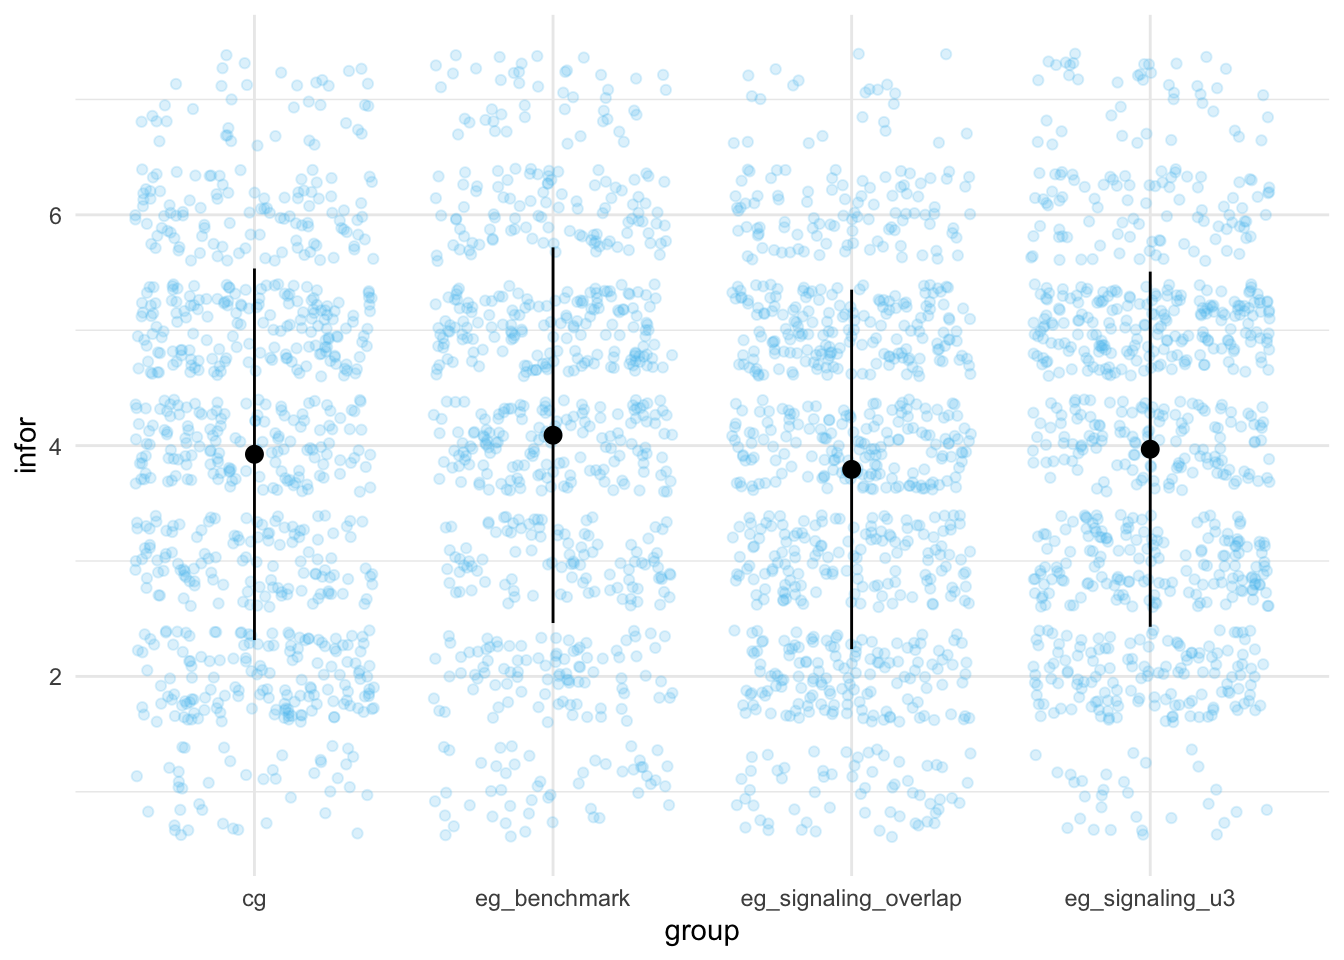 infor
6
4
2
cg
eg_benchmark
eg_signaling_overlap
eg_signaling_u3
group